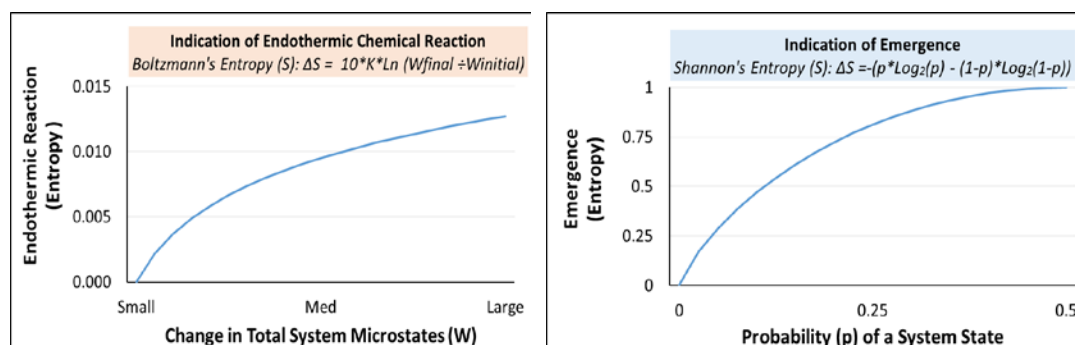 Indication of Endothermic Chemical Reaction
Boltzmann's Entropy (S): ΔS = 10*K*Ln (Wfinal ÷Winitial)
Endothermic Reaction
(Entropy )
0.015
0.010
0.005
0.000
Small
Med
Large
Change in Total System Microstates (W)
Indication of Emergence
Shannon's Entropy (S): ΔS =-(p*Log₂(p) - (1-p)*Log₂(1-p))
Emergence
(Entropy)
1
0.75
0.5
0.25
0
0
0.25
0.5
Probability (p) of a System State